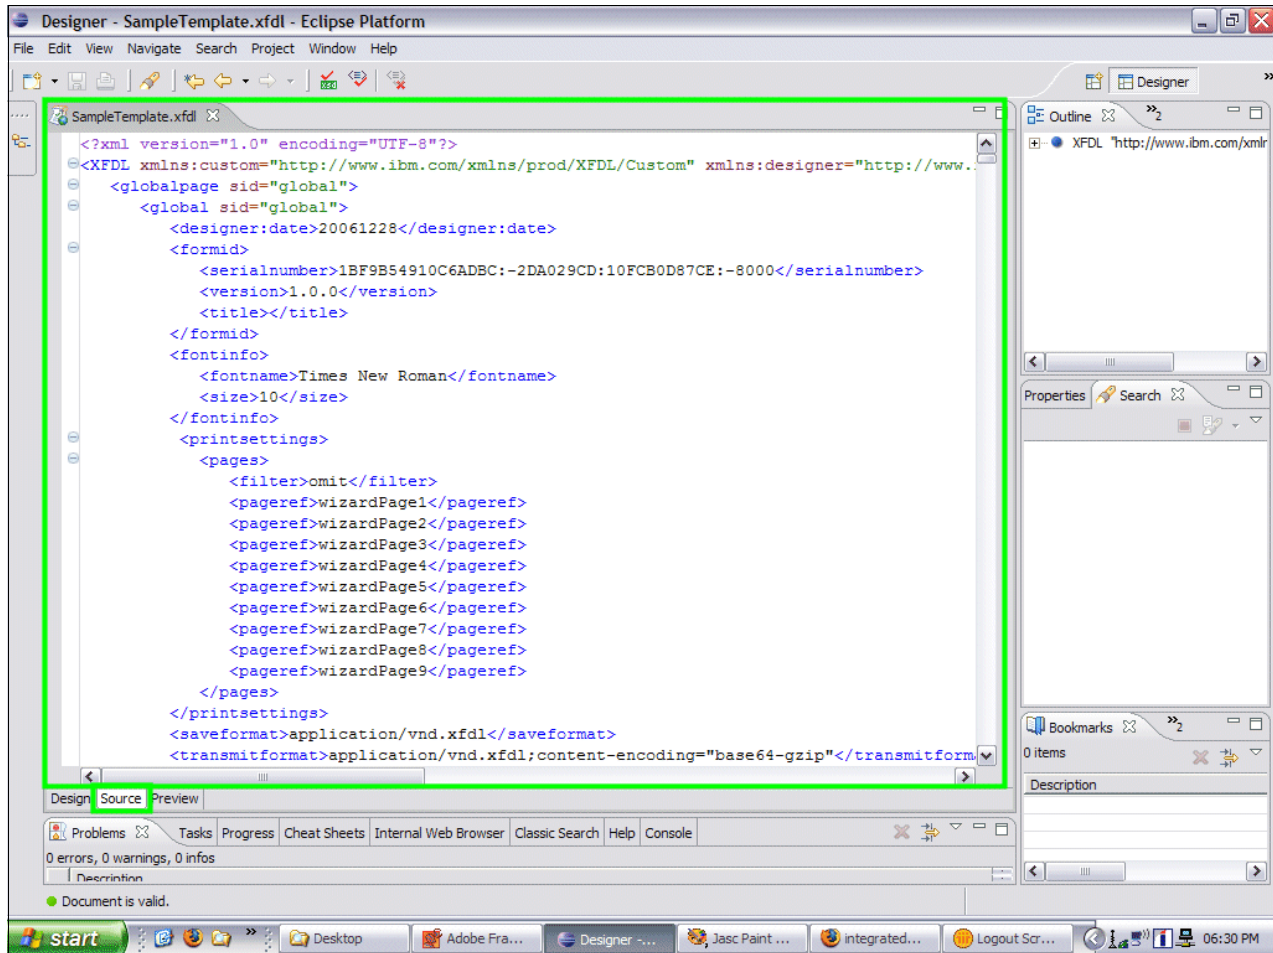 Designer - SampleTemplate.xfdl - Eclipse Platform
File Edit View Navigate Search Project Window Help
Designer
SampleTemplate.xfdl
<?xml version="1.0" encoding="UTF-8"?>
<XFDL xmlns:custom="http://www.ibm.com/xmlns/prod/XFDL/Custom" xmlns:designer="http://www.
<globalpage sid="global">
<global sid="global">
<designer:date>20061228</designer:date>
<formid>
<serialnumber>1BF9B54910C6ADBC:-2DA029CD:10FCB0D87CE:-8000</serialnumber>
<version>1.0.0</version>
<title></title>
</formid>
<fontinfo>
<fontname>Times New Roman</fontname>
<size>10</size>
</fontinfo>
<printsettings>
<pages>
<filter>omit</filter>
<pageref>wizardPage1</pageref>
<pageref>wizardPage2</pageref>
<pageref>wizardPage3</pageref>
<pageref>wizardPage4</pageref>
<pageref>wizardPage5</pageref>
<pageref>wizardPage6</pageref>
<pageref>wizardPage7</pageref>
<pageref>wizardPage8</pageref>
<pageref>wizardPage9</pageref>
</pages>
</printsettings>
<saveformat>application/vnd.xfdl</saveformat>
<transmitformat>application/vnd.xfdl;content-encoding="base64-gzip"</transmitform
Design Source Preview
Outline 2
XFDL "http://www.ibm.com/xmlr
Properties Search
Bookmarks 2
0 items
Description
Problems Tasks Progress Cheat Sheets Internal Web Browser Classic Search Help Console
0 errors, 0 warnings, 0 infos
Description
Document is valid.
start Desktop Adobe Fra... Designer -... Jasc Paint ... integrated... Logout Scr... 06:30 PM